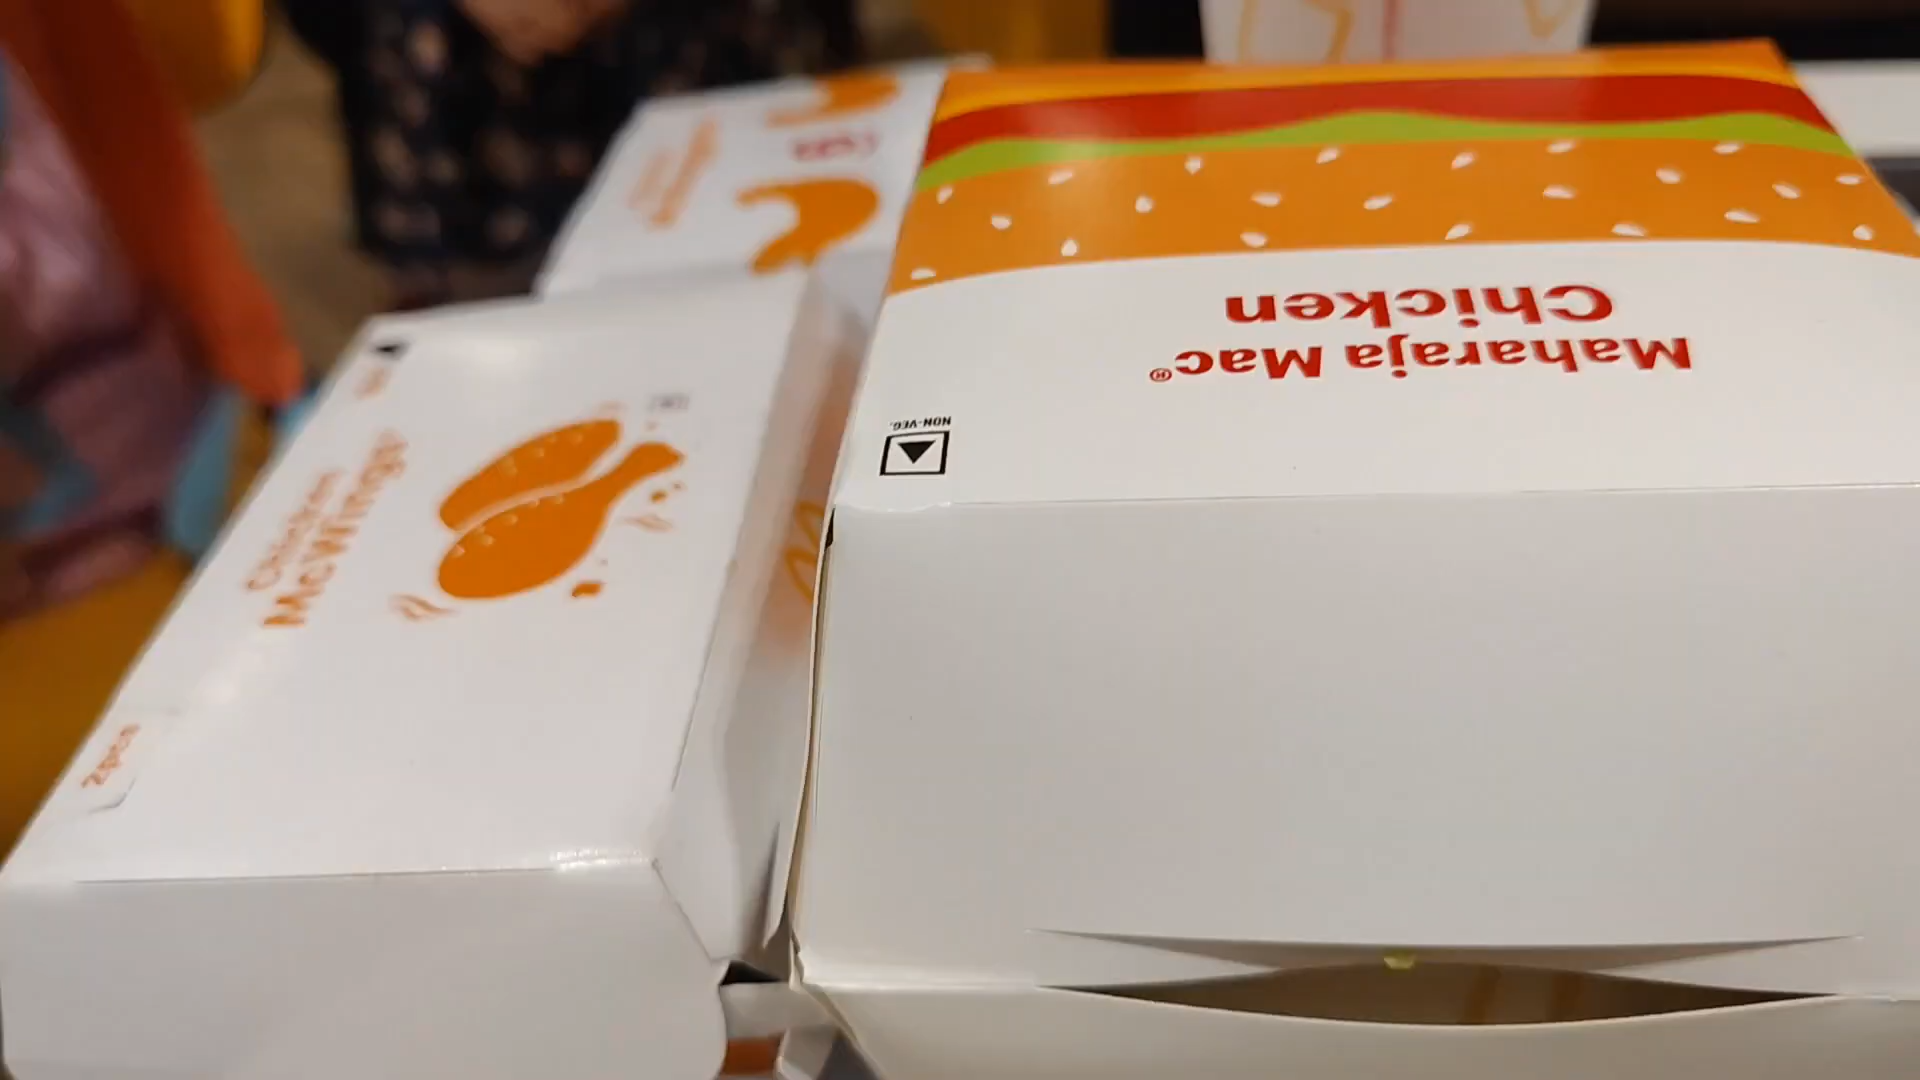 Maharaja Mac®
Chicken
NON-VEG.
Chicken
McWings
2pcs